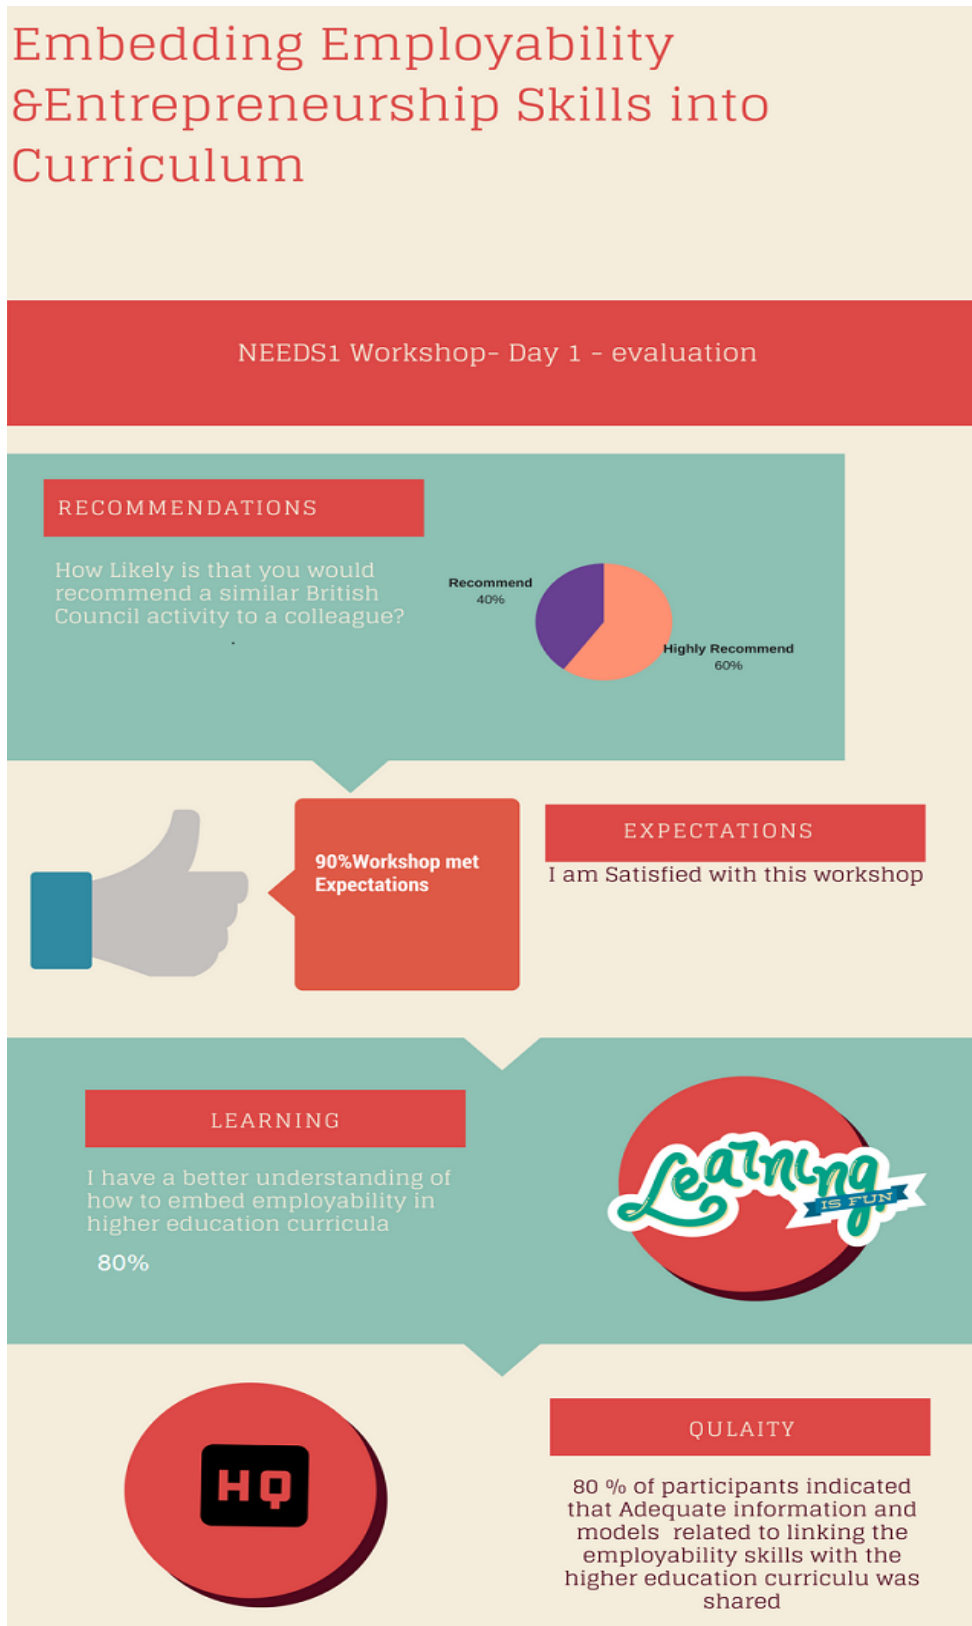 Embedding Employability
&Entrepreneurship Skills into
Curriculum
NEEDS1 Workshop- Day 1 - evaluation
RECOMMENDATIONS
How Likely is that you would
recommend a similar British
Council activity to a colleague?
.
Recommend
40%
Highly Recommend
60%
90%Workshop met
Expectations
EXPECTATIONS
I am Satisfied with this workshop
LEARNING
I have a better understanding of
how to embed employability in
higher education curricula
80%
Learning
IS FUN
HQ
QULAITY
80 % of participants indicated
that Adequate information and
models related to linking the
employability skills with the
higher education curriculu was
shared